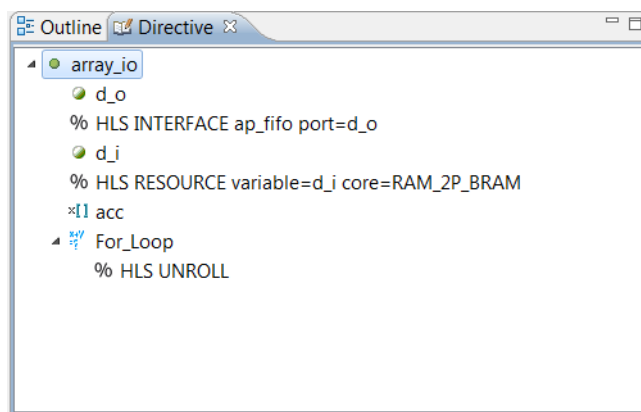 Outline Directive
array_io
d_o
% HLS INTERFACE ap_fifo port=d_o
d_i
% HLS RESOURCE variable=d_i core=RAM_2P_BRAM
×[] acc
x+y For_Loop
% HLS UNROLL